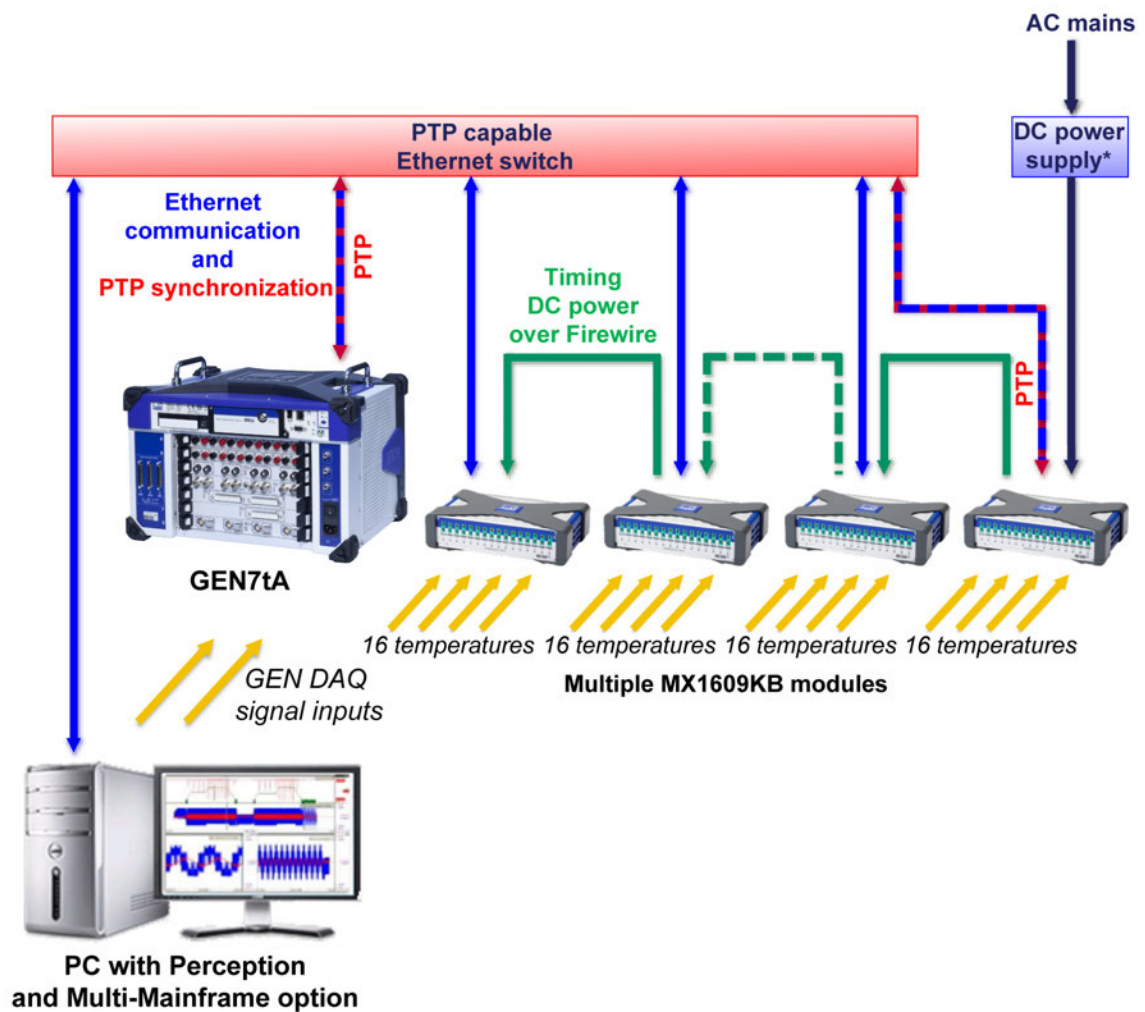 AC mains
PTP capable
Ethernet switch
DC power
supply*
Ethernet
communication
and
PTP synchronization
PTP
Timing
DC power
over Firewire
PTP
GEN7tA
16 temperatures
16 temperatures
16 temperatures
16 temperatures
Multiple MX1609KB modules
GEN DAQ
signal inputs
PC with Perception
and Multi-Mainframe option